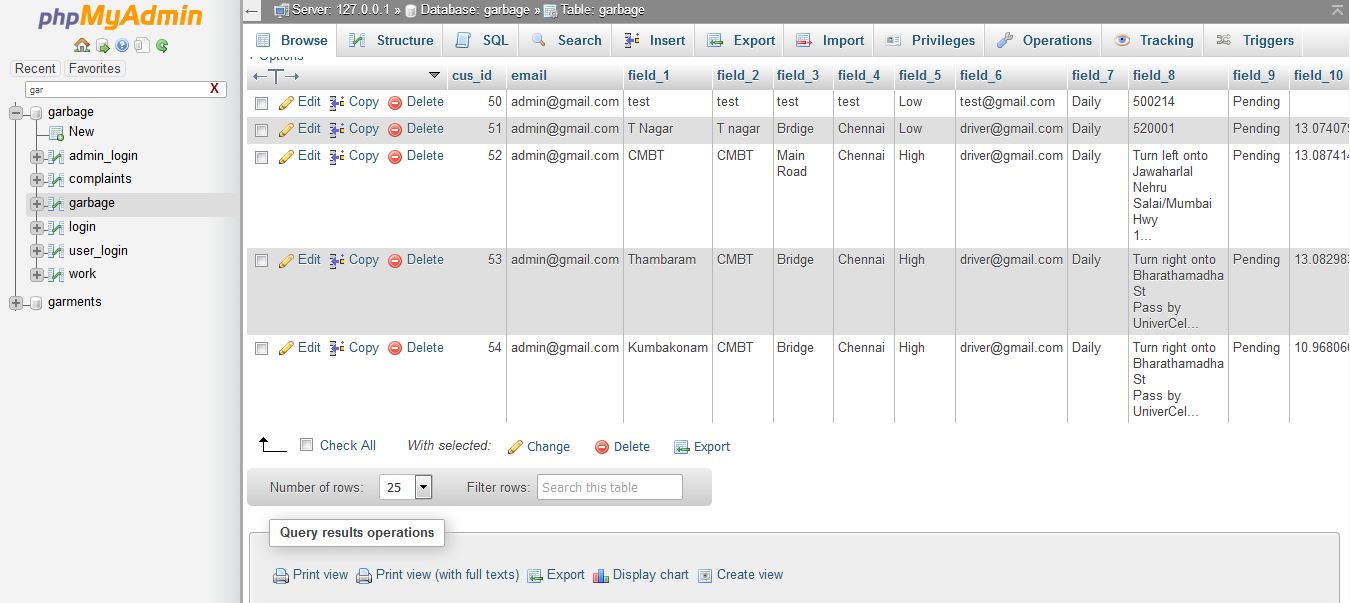 phpMyAdmin
Recent Favorites
gar X
garbage
New
admin_login
complaints
garbage
login
user_login
work
garments
Server: 127.0.0.1 » Database: garbage » Table: garbage
Browse Structure SQL Search Insert Export Import Privileges Operations Tracking Triggers
+ Options
←T→ cus_id email field_1 field_2 field_3 field_4 field_5 field_6 field_7 field_8 field_9 field_10
Edit Copy Delete 50 admin@gmail.com test test test test Low test@gmail.com Daily 500214 Pending
Edit Copy Delete 51 admin@gmail.com T Nagar T nagar Brdige Chennai Low driver@gmail.com Daily 520001 Pending 13.07407
Edit Copy Delete 52 admin@gmail.com CMBT CMBT Main Chennai High driver@gmail.com Daily Turn left onto Pending 13.08741
Road Jawaharlal
Nehru
Salai/Mumbai
Hwy
1...
Edit Copy Delete 53 admin@gmail.com Thambaram CMBT Bridge Chennai High driver@gmail.com Daily Turn right onto Pending 13.08298
Bharathamadha
St
Pass by
UniverCel...
Edit Copy Delete 54 admin@gmail.com Kumbakonam CMBT Bridge Chennai High driver@gmail.com Daily Turn right onto Pending 10.96806
Bharathamadha
St
Pass by
UniverCel...
Check All With selected: Change Delete Export
Number of rows: 25 Filter rows: Search this table
Query results operations
Print view Print view (with full texts) Export Display chart Create view